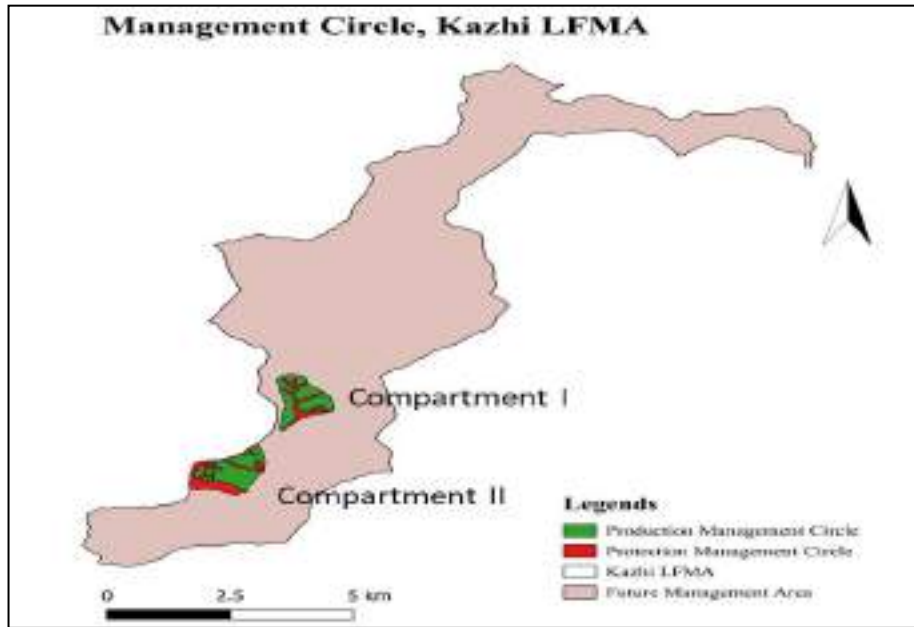 Management Circle, Kazhi LFMA
Compartment I
Compartment II
Legends
Production Management Circle
Protection Management Circle
Kazhi LFMA
Future Management Area
0 2.5 5 km